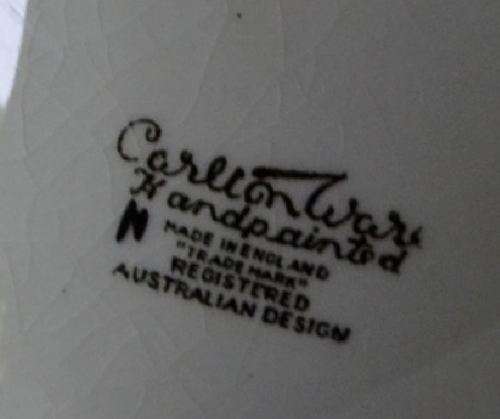 Carlton Ware
Handpainted
N
MADE IN ENGLAND
"TRADE MARK"
REGISTERED
AUSTRALIAN DESIGN